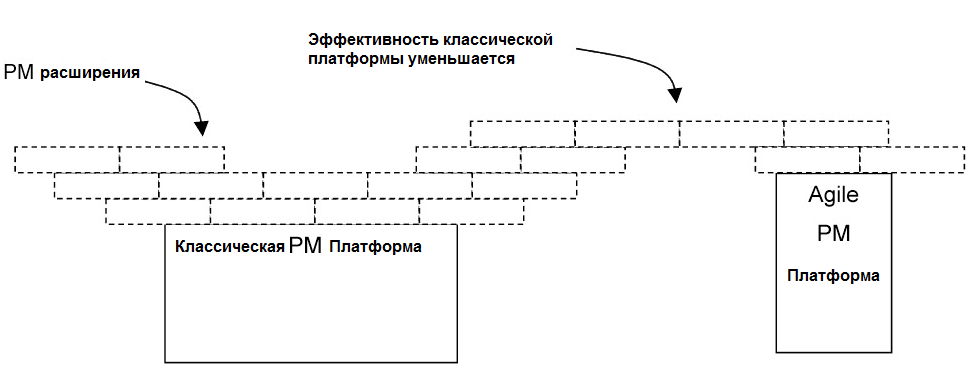 Эффективность классической
платформы уменьшается
PM расширения
Классическая PM Платформа
Agile
PM
Платформа